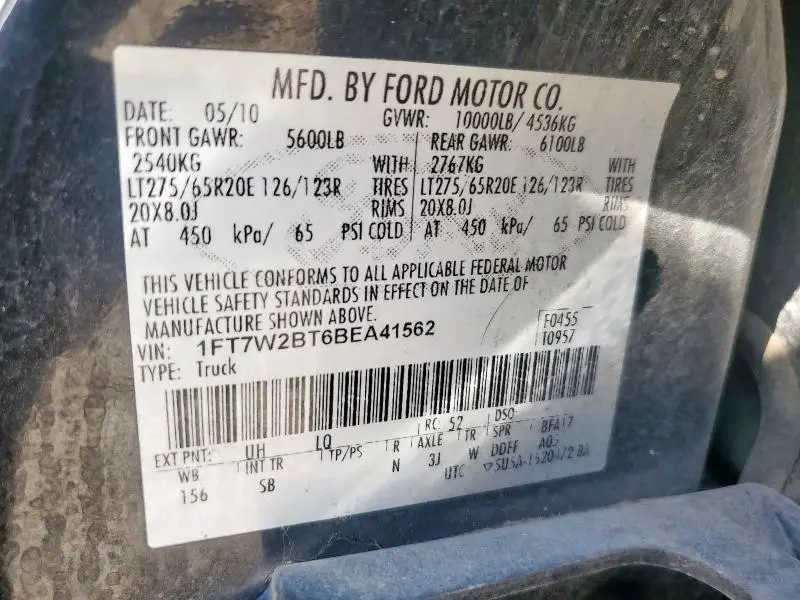 MFD. BY FORD MOTOR CO.
DATE: 05/10 GVWR: 10000LB/ 4536KG
FRONT GAWR: 5600LB REAR GAWR: 6100LB
2540KG WITH 2767KG WITH
LT275/65R20E 126/123R TIRES LT275/65R20E 126/123R TIRES
20X8.0J RIMS 20X8.0J RIMS
AT 450 kPa/ 65 PSI COLD AT 450 kPa/ 65 PSI COLD
THIS VEHICLE CONFORMS TO ALL APPLICABLE FEDERAL MOTOR
VEHICLE SAFETY STANDARDS IN EFFECT ON THE DATE OF
MANUFACTURE SHOWN ABOVE.
VIN: 1FT7W2BT6BEA41562
F0455
T0957
TYPE: Truck
EXT PNT: UH LQ RC: 52 DSO:
WB INT TR TP/PS R AXLE TR SPR BFA17
156 SB N 3J W DDFF
UTC